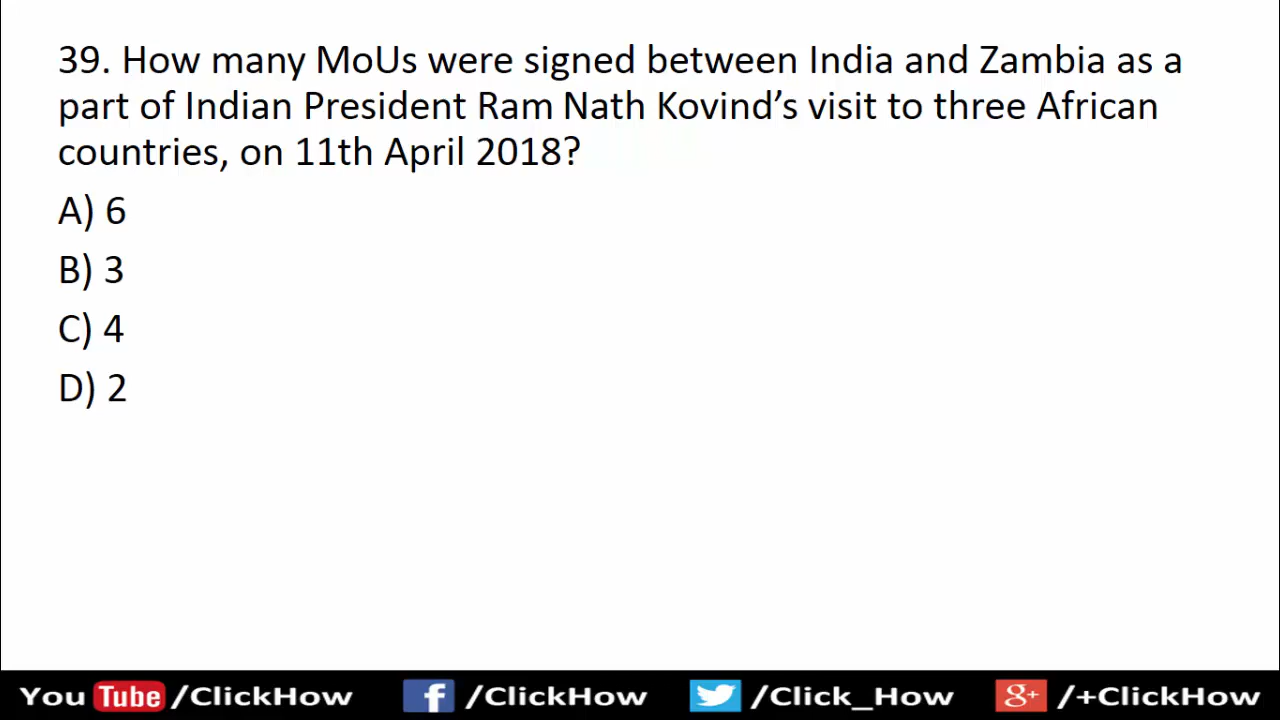 39. How many MoUs were signed between India and Zambia as a
part of Indian President Ram Nath Kovind’s visit to three African
countries, on 11th April 2018?
A) 6
B) 3
C) 4
D) 2
You Tube /ClickHow f /ClickHow /Click_How g+ /+ClickHow